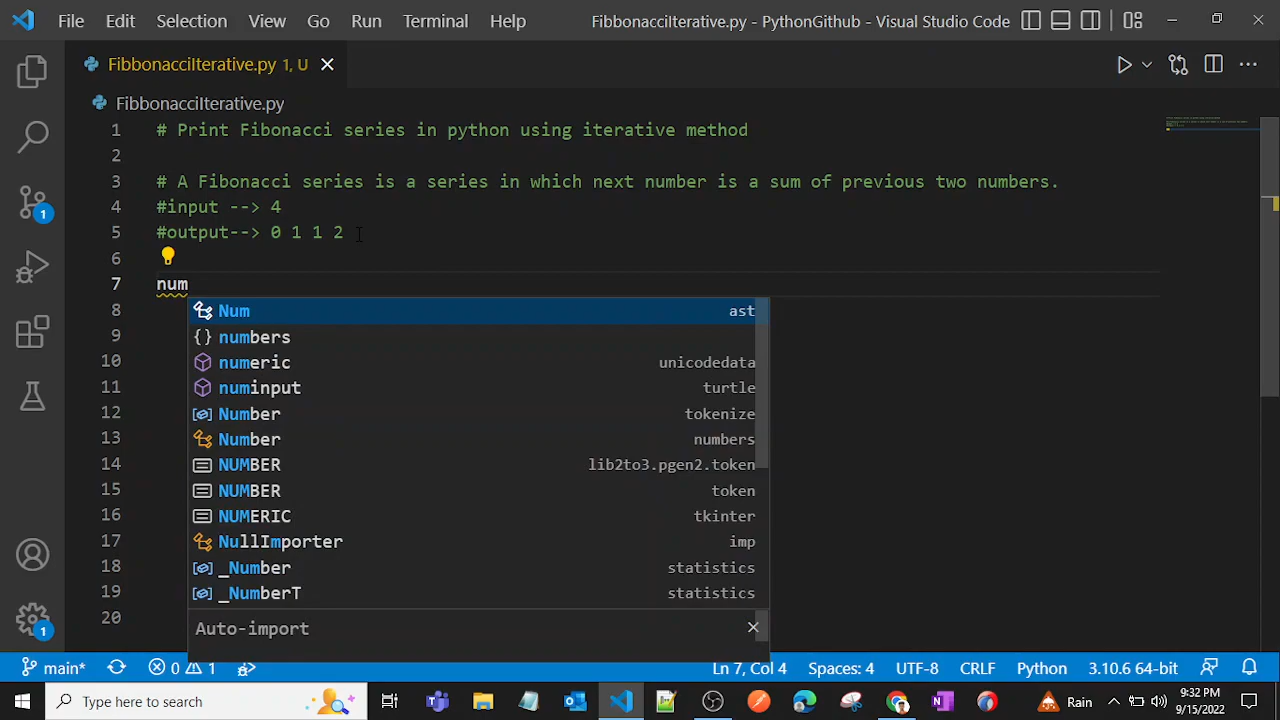 File Edit Selection View Go Run Terminal Help FibbonacciIterative.py - PythonGithub - Visual Studio Code
FibbonacciIterative.py 1, U
FibbonacciIterative.py
1 # Print Fibonacci series in python using iterative method
2
3 # A Fibonacci series is a series in which next number is a sum of previous two numbers.
4 #input --> 4
5 #output--> 0 1 1 2
6
7 num
8 Num ast
9 {} numbers
10 numeric unicodedata
11 numinput turtle
12 Number tokenize
13 Number numbers
14 NUMBER lib2to3.pgen2.token
15 NUMBER token
16 NUMERIC tkinter
17 NullImporter imp
18 _Number statistics
19 _NumberT statistics
20 Auto-import
1
1
main* 0 1 Ln 7, Col 4 Spaces: 4 UTF-8 CRLF Python 3.10.6 64-bit
Type here to search Rain 9:32 PM
9/15/2022